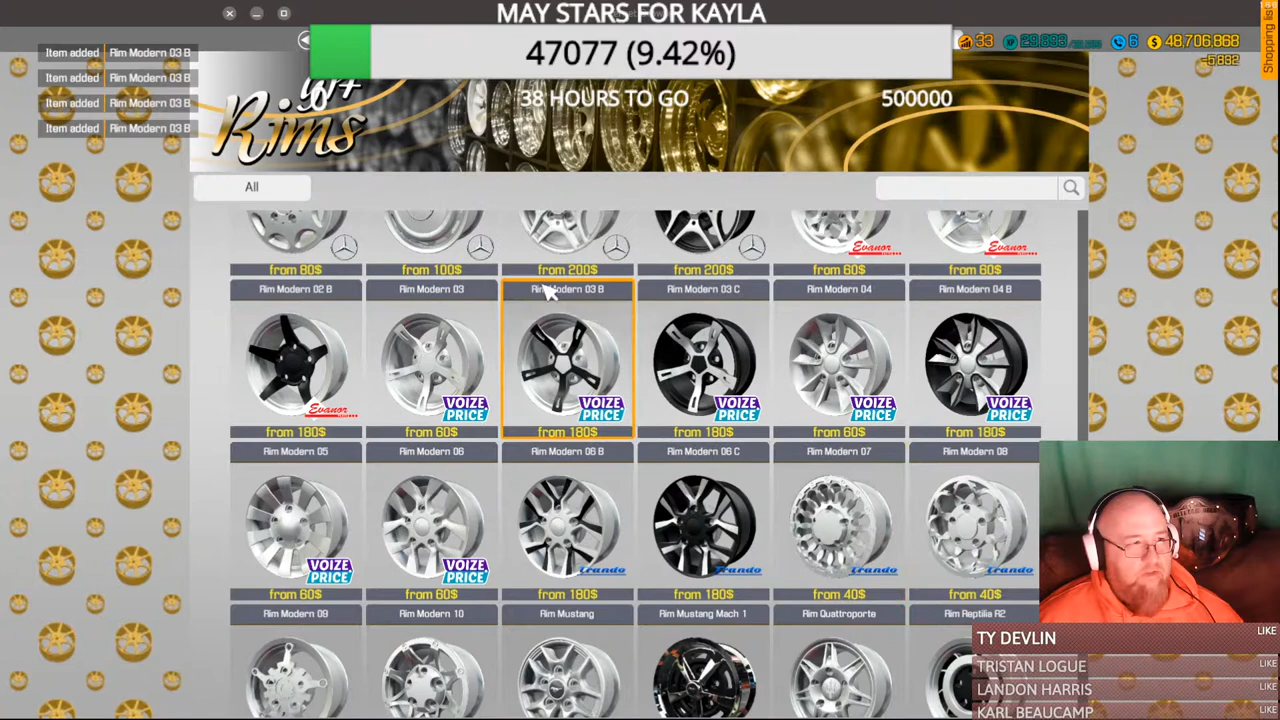 MAY STARS FOR KAYLA
47077 (9.42%)
38 HOURS TO GO
500000
33
6
48,706,868
-5,832
Shopping list
Item added Rim Modern 03 B
Item added Rim Modern 03 B
Item added Rim Modern 03 B
Item added Rim Modern 03 B
Rims
All
Evanor
Evanor
from 80$
from 100$
from 200$
from 200$
from 60$
from 60$
Rim Modern 02 B
Rim Modern 03
Rim Modern 03 B
Rim Modern 03 C
Rim Modern 04
Rim Modern 04 B
Evanor
VOIZE PRICE
VOIZE PRICE
VOIZE PRICE
VOIZE PRICE
VOIZE PRICE
from 180$
from 60$
from 180$
from 180$
from 60$
from 180$
Rim Modern 05
Rim Modern 06
Rim Modern 06 B
Rim Modern 06 C
Rim Modern 07
Rim Modern 08
VOIZE PRICE
VOIZE PRICE
from 60$
from 60$
from 180$
from 180$
from 40$
from 40$
Rim Modern 09
Rim Modern 10
Rim Mustang
Rim Mustang Mach 1
Rim Quattroporte
Rim Reptilia R2
TY DEVLIN LIKE
TRISTAN LOGUE LIKE
LANDON HARRIS LIKE
KARL BEAUCAMP LIKE